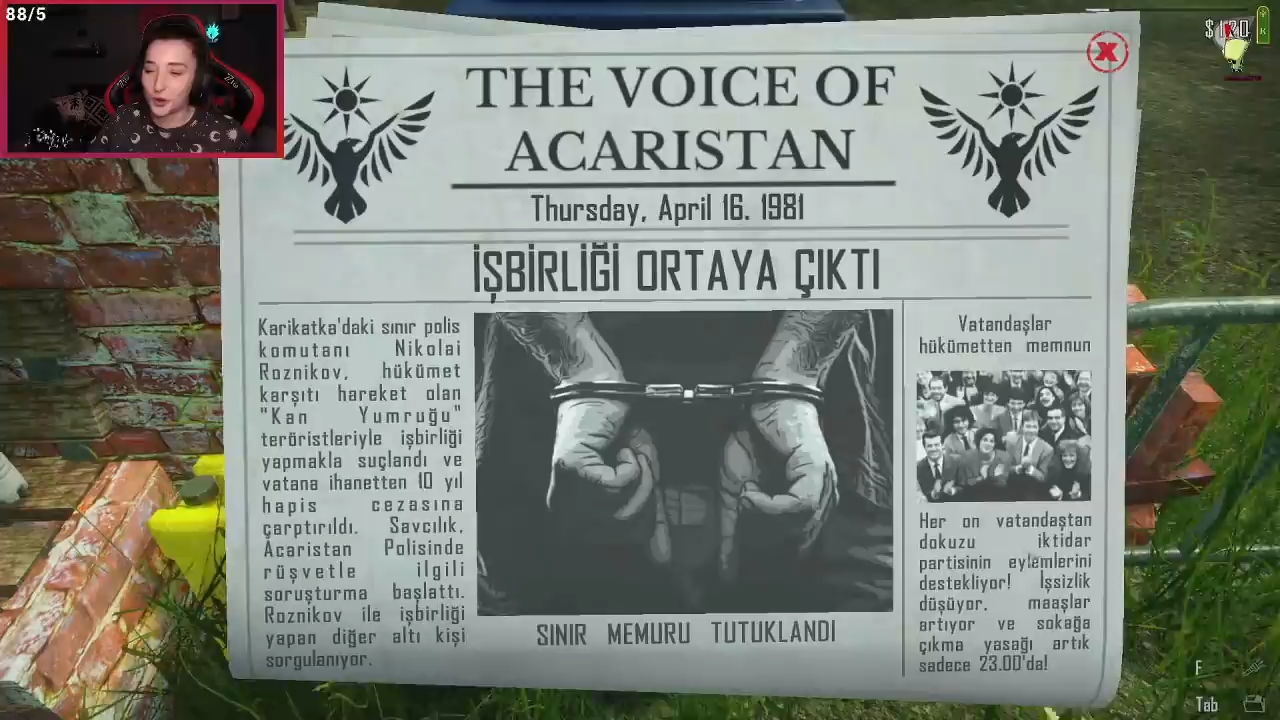 88/5
$120
THE VOICE OF
ACARISTAN
Thursday, April 16. 1981
İŞBİRLİĞİ ORTAYA ÇIKTI
Karikatka'daki sınır polis
komutanı Nikolai
Roznikov, hükümet
karşıtı hareket olan
"Kan Yumruğu"
teröristleriyle işbirliği
yapmakla suçlandı ve
vatana ihanetten 10 yıl
hapis cezasına
çarptırıldı. Savcılık,
Acaristan Polisinde
rüşvetle ilgili
soruşturma başlattı.
Roznikov ile işbirliği
yapan diğer altı kişi
sorgulanıyor.
SINIR MEMURU TUTUKLANDI
Vatandaşlar
hükümetten memnun
Her on vatandaştan
dokuzu iktidar
partisinin eylemlerini
destekliyor! İşsizlik
düşüyor, maaşlar
artıyor ve sokağa
çıkma yasağı artık
sadece 23.00'da!
F
Tab